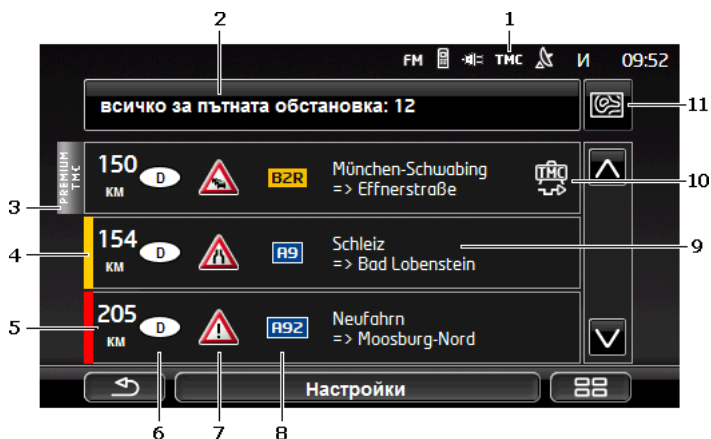 1
2
FM TMC И 09:52
всичко за пътната обстановка: 12
11
PREMIUM
TMC
150
км
D
B2R
München-Schwabing
=> Effnerstraße
TMC
10
3
154
км
D
A9
Schleiz
=> Bad Lobenstein
9
4
205
км
D
A92
Neufahrn
=> Moosburg-Nord
5
Настройки
6
7
8